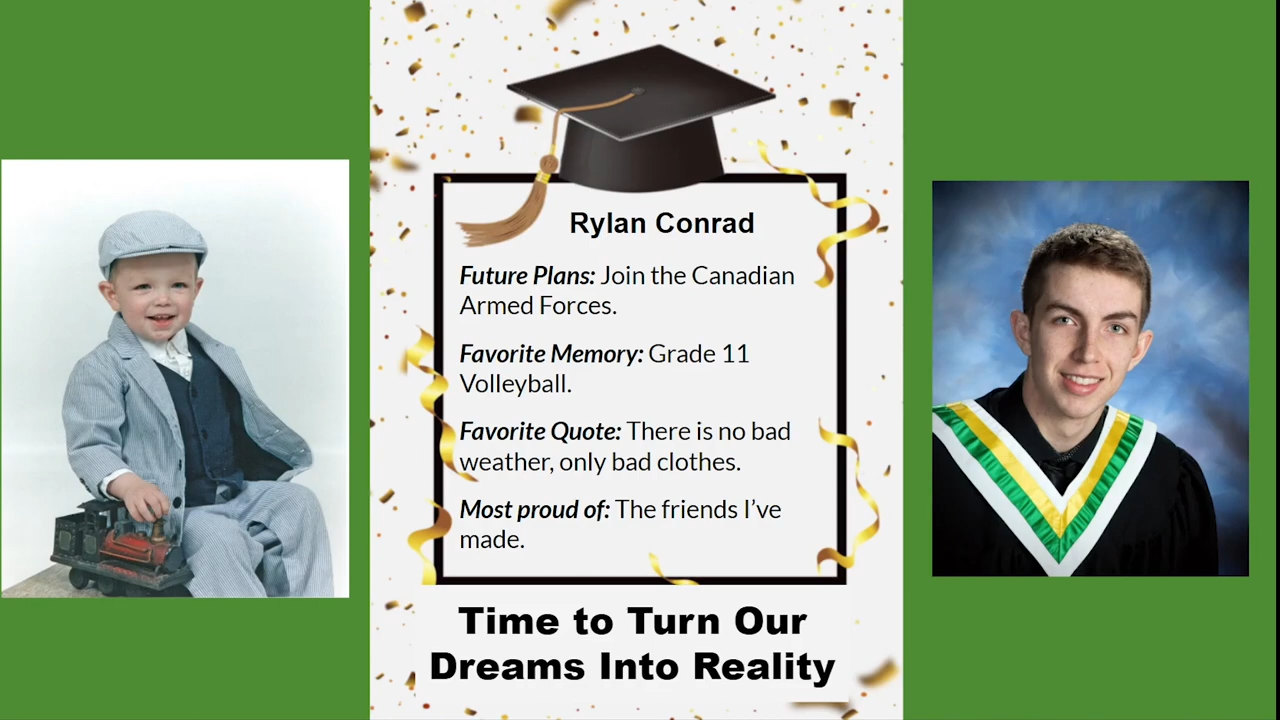 Rylan Conrad
Future Plans: Join the Canadian
Armed Forces.
Favorite Memory: Grade 11
Volleyball.
Favorite Quote: There is no bad
weather, only bad clothes.
Most proud of: The friends I’ve
made.
Time to Turn Our
Dreams Into Reality